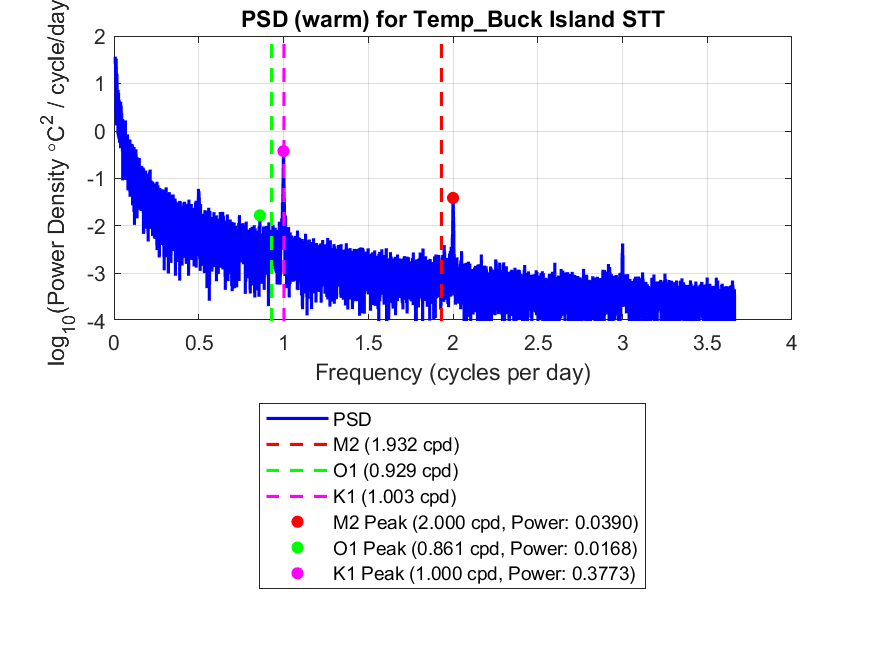 PSD (warm) for Temp_Buck Island STT
log10(Power Density °C2 / cycle/day
2
1
0
-1
-2
-3
-4
0 0.5 1 1.5 2 2.5 3 3.5 4
Frequency (cycles per day)
PSD
M2 (1.932 cpd)
O1 (0.929 cpd)
K1 (1.003 cpd)
M2 Peak (2.000 cpd, Power: 0.0390)
O1 Peak (0.861 cpd, Power: 0.0168)
K1 Peak (1.000 cpd, Power: 0.3773)